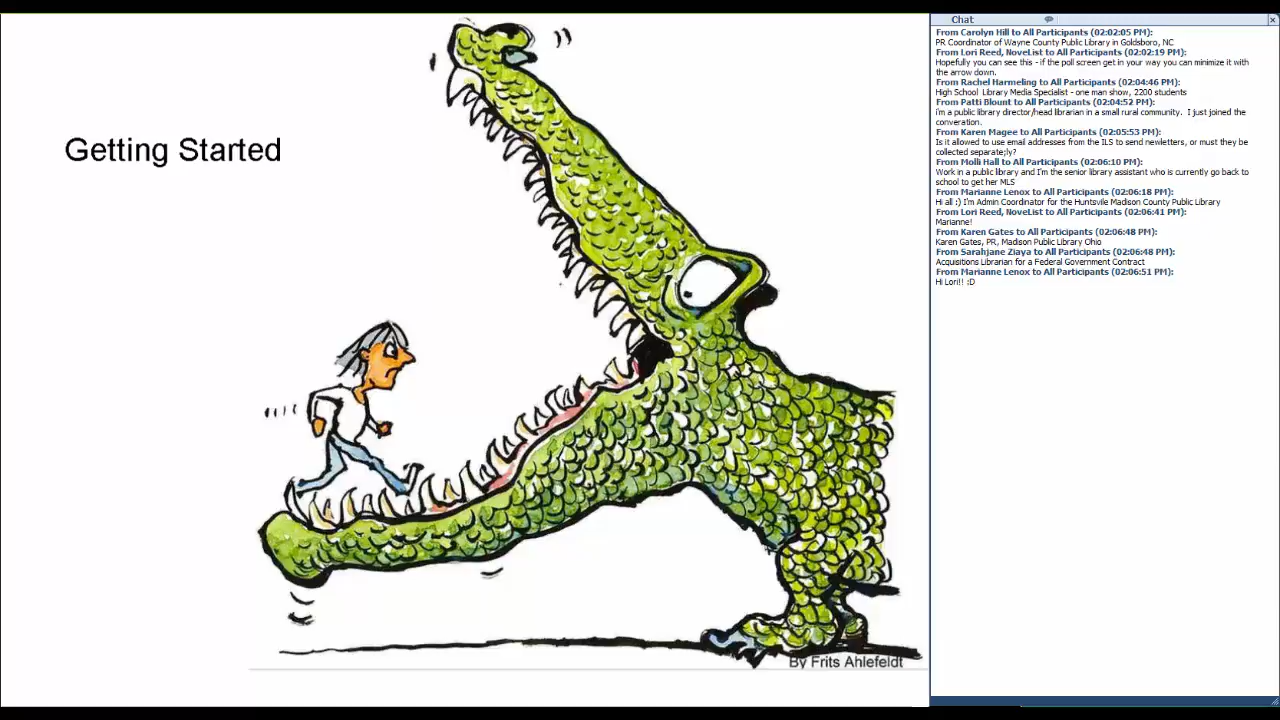 Getting Started
By Frits Ahlefeldt
Chat
From Carolyn Hill to All Participants (02:02:05 PM):
PR Coordinator of Wayne County Public Library in Goldsboro, NC
From Lori Reed, NoveList to All Participants (02:02:19 PM):
Hopefully you can see this - if the poll screen get in your way you can minimize it with
the arrow down.
From Rachel Harmeling to All Participants (02:04:46 PM):
High School Library Media Specialist - one man show, 2200 students
From Patti Blount to All Participants (02:04:52 PM):
i'm a public library director/head librarian in a small rural community. I just joined the
converation.
From Karen Magee to All Participants (02:05:53 PM):
Is it allowed to use email addresses from the ILS to send newletters, or must they be
collected separate;ly?
From Molli Hall to All Participants (02:06:10 PM):
Work in a public library and I'm the senior library assistant who is currently go back to
school to get her MLS
From Marianne Lenox to All Participants (02:06:18 PM):
Hi all :) I'm Admin Coordinator for the Huntsvile Madison County Public Library
From Lori Reed, NoveList to All Participants (02:06:41 PM):
Marianne!
From Karen Gates to All Participants (02:06:48 PM):
Karen Gates, PR, Madison Public Library Ohio
From Sarahjane Ziaya to All Participants (02:06:48 PM):
Acquisitions Librarian for a Federal Government Contract
From Marianne Lenox to All Participants (02:06:51 PM):
Hi Lori!! :D